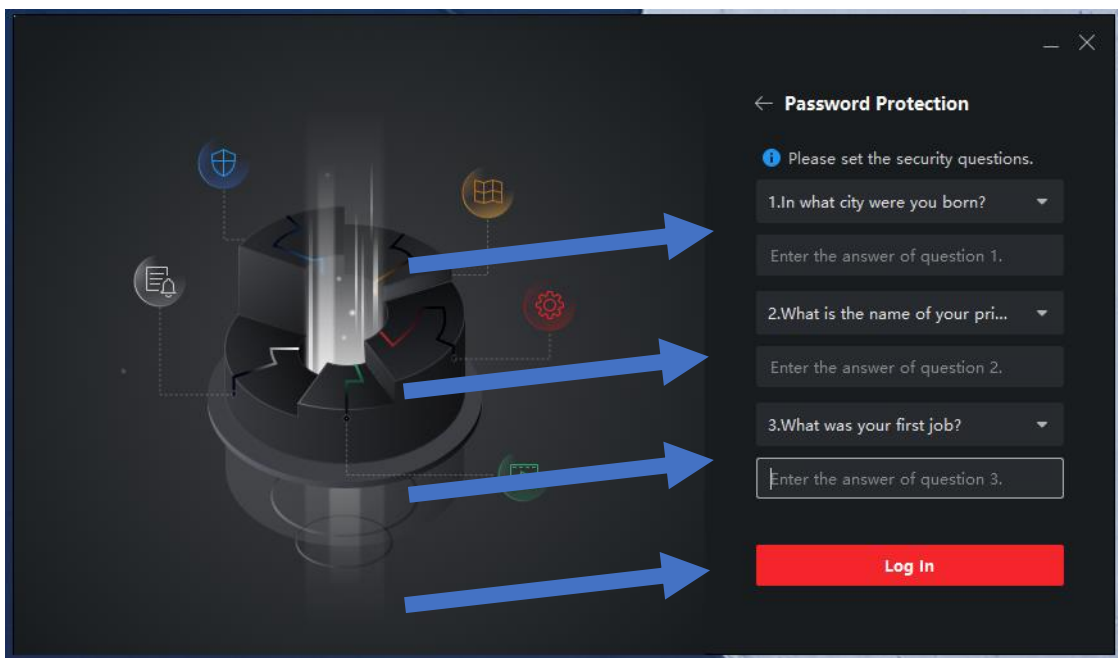 Password Protection
Please set the security questions.
1.In what city were you born?
Enter the answer of question 1.
2.What is the name of your pri...
Enter the answer of question 2.
3.What was your first job?
Enter the answer of question 3.
Log In